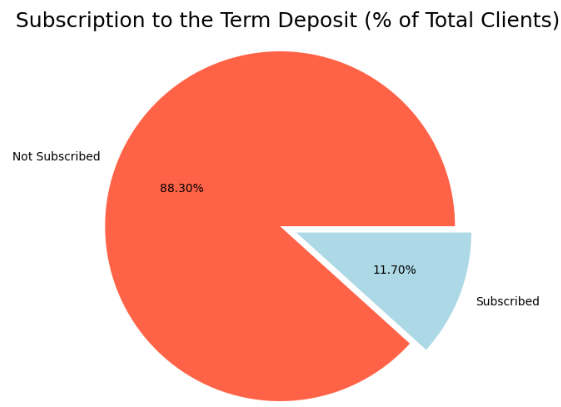 Subscription to the Term Deposit (% of Total Clients)
Not Subscribed
88.30%
11.70%
Subscribed